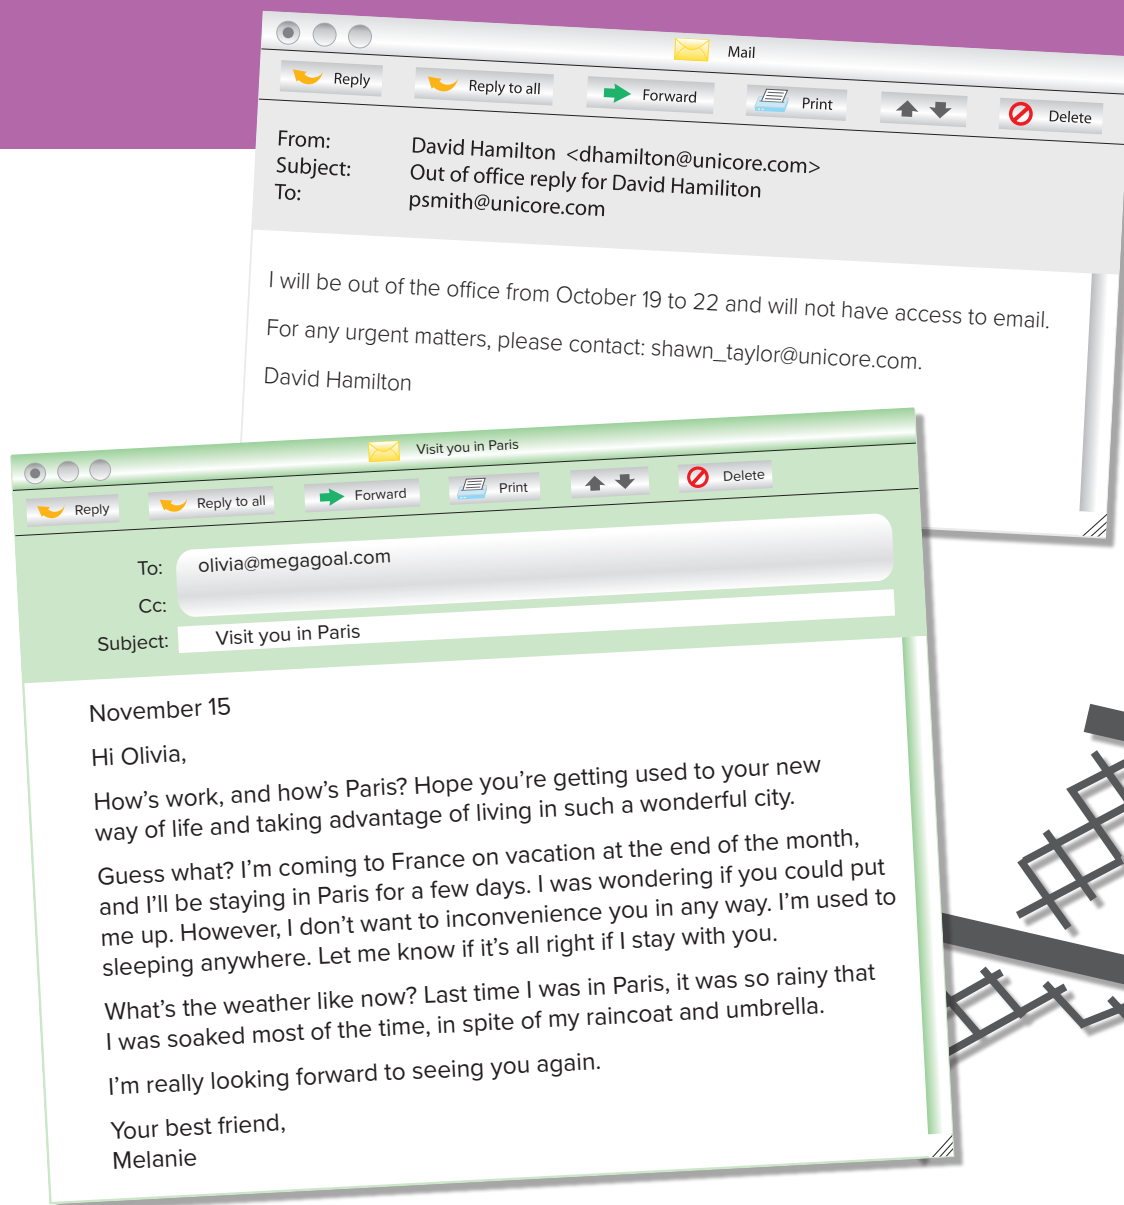 Mail
Reply
Reply to all
Forward
Print
Delete
From: David Hamilton <dhamilton@unicore.com>
Subject: Out of office reply for David Hamiliton
To: psmith@unicore.com
I will be out of the office from October 19 to 22 and will not have access to email.
For any urgent matters, please contact: shawn_taylor@unicore.com.
David Hamilton
Visit you in Paris
Reply
Reply to all
Forward
Print
Delete
To: olivia@megagoal.com
Cc:
Subject: Visit you in Paris
November 15
Hi Olivia,
How's work, and how's Paris? Hope you're getting used to your new
way of life and taking advantage of living in such a wonderful city.
Guess what? I'm coming to France on vacation at the end of the month,
and I'll be staying in Paris for a few days. I was wondering if you could put
me up. However, I don't want to inconvenience you in any way. I'm used to
sleeping anywhere. Let me know if it's all right if I stay with you.
What's the weather like now? Last time I was in Paris, it was so rainy that
I was soaked most of the time, in spite of my raincoat and umbrella.
I'm really looking forward to seeing you again.
Your best friend,
Melanie